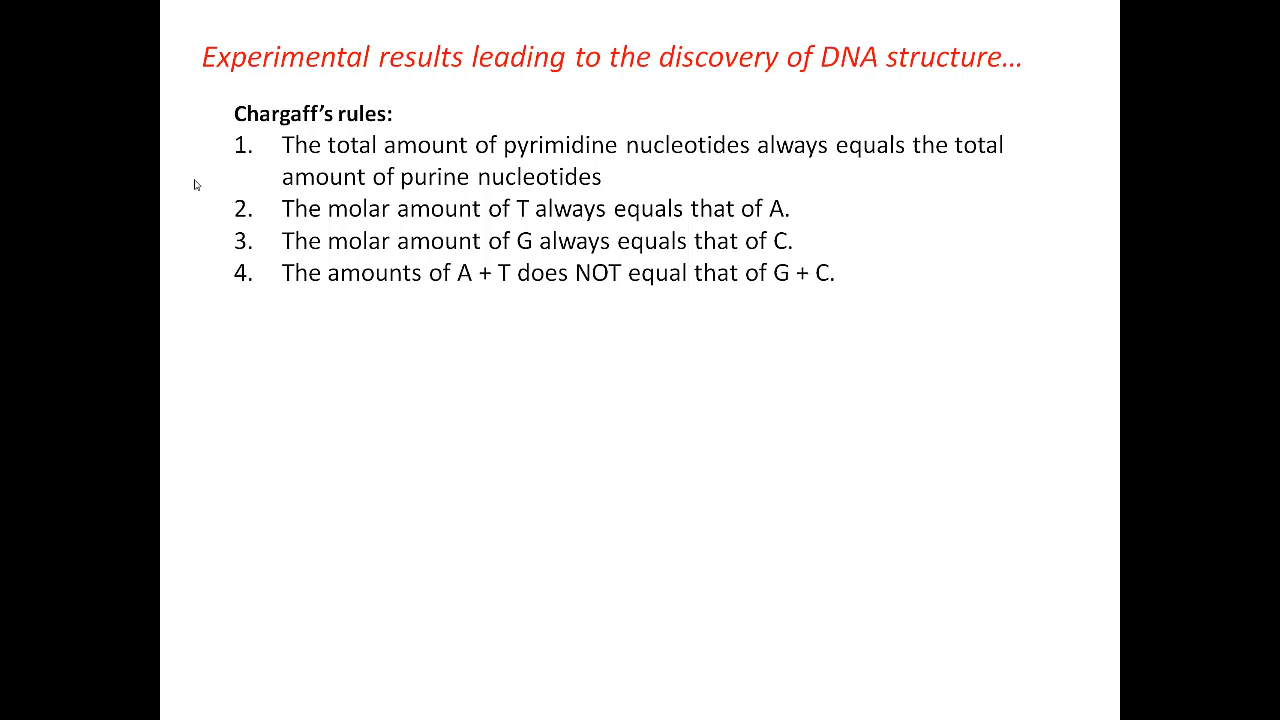 Experimental results leading to the discovery of DNA structure…
Chargaff’s rules:
1. The total amount of pyrimidine nucleotides always equals the total
amount of purine nucleotides
2. The molar amount of T always equals that of A.
3. The molar amount of G always equals that of C.
4. The amounts of A + T does NOT equal that of G + C.